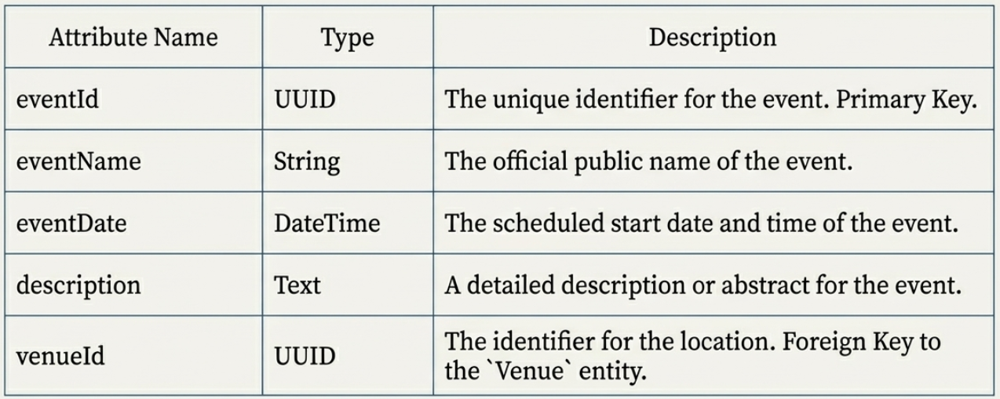 Attribute Name Type Description
eventId UUID The unique identifier for the event. Primary Key.
eventName String The official public name of the event.
eventDate DateTime The scheduled start date and time of the event.
description Text A detailed description or abstract for the event.
venueId UUID The identifier for the location. Foreign Key to
the `Venue` entity.